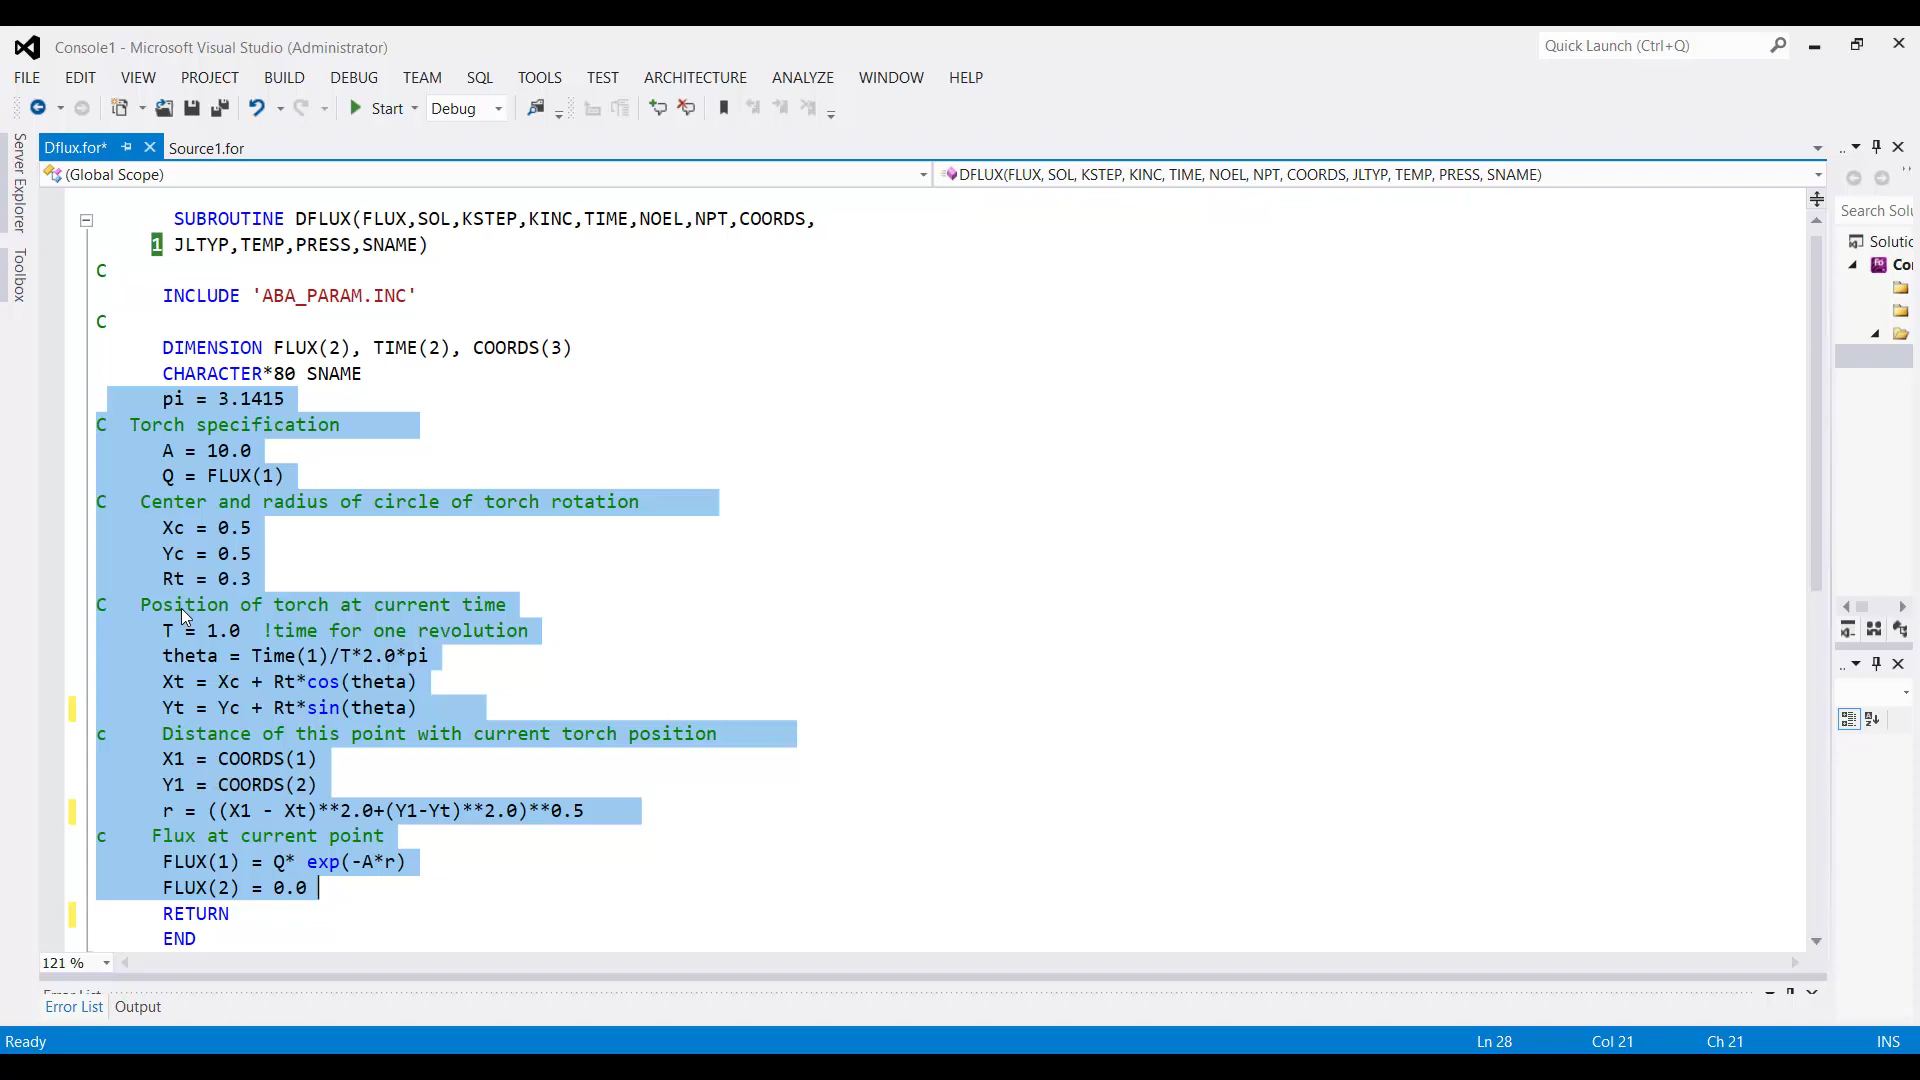 Console1 - Microsoft Visual Studio (Administrator)
Quick Launch (Ctrl+Q)
FILE EDIT VIEW PROJECT BUILD DEBUG TEAM SQL TOOLS TEST ARCHITECTURE ANALYZE WINDOW HELP
Start Debug
Server Explorer
Toolbox
Dflux.for* Source1.for
(Global Scope) DFLUX(FLUX, SOL, KSTEP, KINC, TIME, NOEL, NPT, COORDS, JLTYP, TEMP, PRESS, SNAME)
SUBROUTINE DFLUX(FLUX,SOL,KSTEP,KINC,TIME,NOEL,NPT,COORDS,
1 JLTYP,TEMP,PRESS,SNAME)
C
INCLUDE 'ABA_PARAM.INC'
C
DIMENSION FLUX(2), TIME(2), COORDS(3)
CHARACTER*80 SNAME
pi = 3.1415
C Torch specification
A = 10.0
Q = FLUX(1)
C Center and radius of circle of torch rotation
Xc = 0.5
Yc = 0.5
Rt = 0.3
C Position of torch at current time
T = 1.0 !time for one revolution
theta = Time(1)/T*2.0*pi
Xt = Xc + Rt*cos(theta)
Yt = Yc + Rt*sin(theta)
c Distance of this point with current torch position
X1 = COORDS(1)
Y1 = COORDS(2)
r = ((X1 - Xt)**2.0+(Y1-Yt)**2.0)**0.5
c Flux at current point
FLUX(1) = Q* exp(-A*r)
FLUX(2) = 0.0
RETURN
END
121 %
Search Solu
Solutic
Error List Output
Ready Ln 28 Col 21 Ch 21 INS